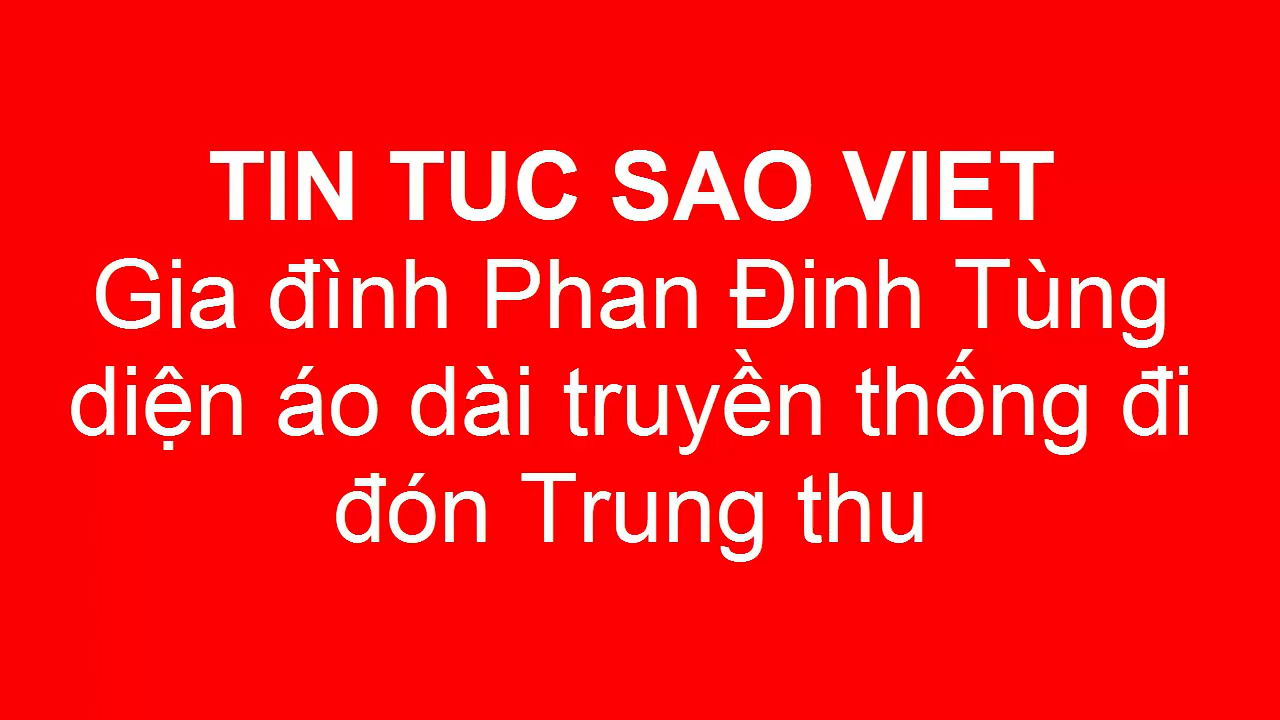 TIN TUC SAO VIET
Gia đình Phan Đinh Tùng
diện áo dài truyền thống đi
đón Trung thu